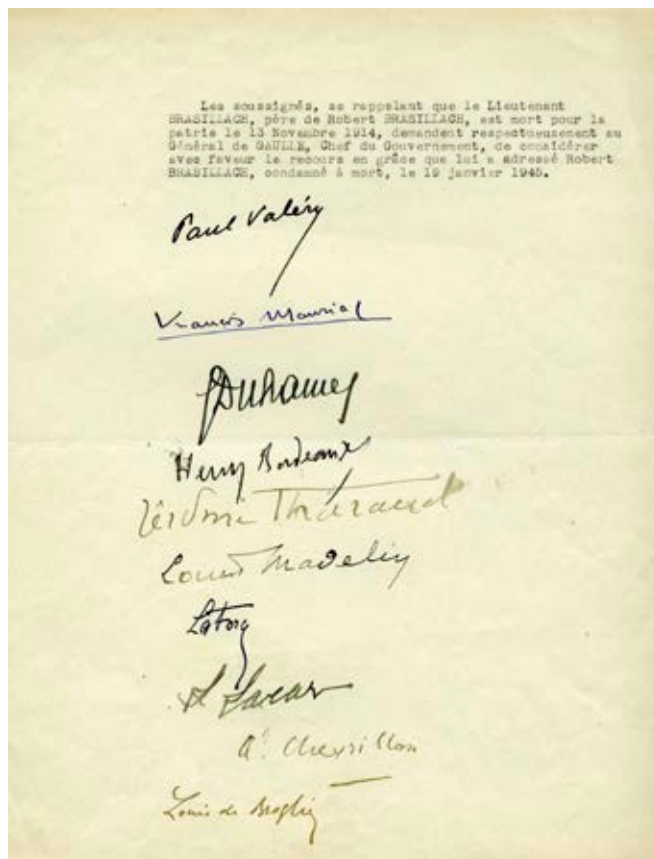 Les soussignés, se rappelant que le Lieutenant
BRASILLACH, père de Robert BRASILLACH, est mort pour la
patrie le 13 Novembre 1914, demandent respectueusement au
Général de GAULLE, Chef du Gouvernement, de considérer
avec faveur le recours en grâce que lui a adressé Robert
BRASILLACH, condamné à mort, le 19 janvier 1945.
Paul Valéry
Francis Mauriac
GDuhamel
Henry Bordeaux
Jérôme Tharaud
Louis Madelin
Laforg
A. Chevrillon
Louis de Broglie